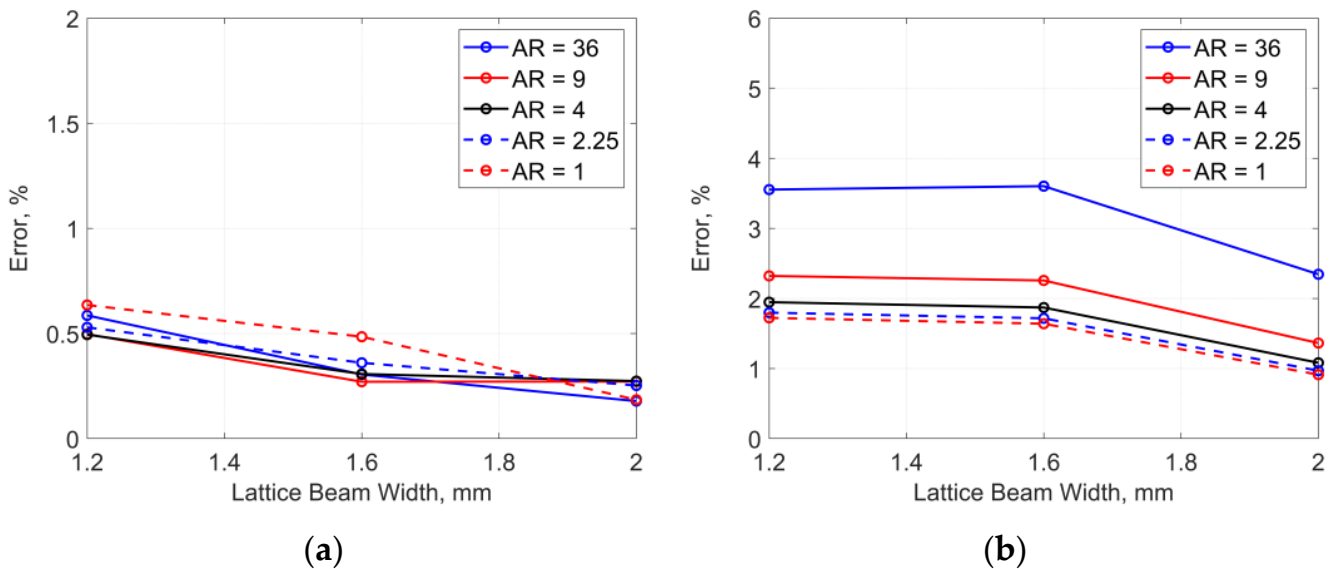 2
1.5
1
0.5
0
Error, %
1.2
1.4
1.6
1.8
2
Lattice Beam Width, mm
AR = 36
AR = 9
AR = 4
AR = 2.25
AR = 1
(a)
6
5
4
3
2
1
0
Error, %
1.2
1.4
1.6
1.8
2
Lattice Beam Width, mm
AR = 36
AR = 9
AR = 4
AR = 2.25
AR = 1
(b)